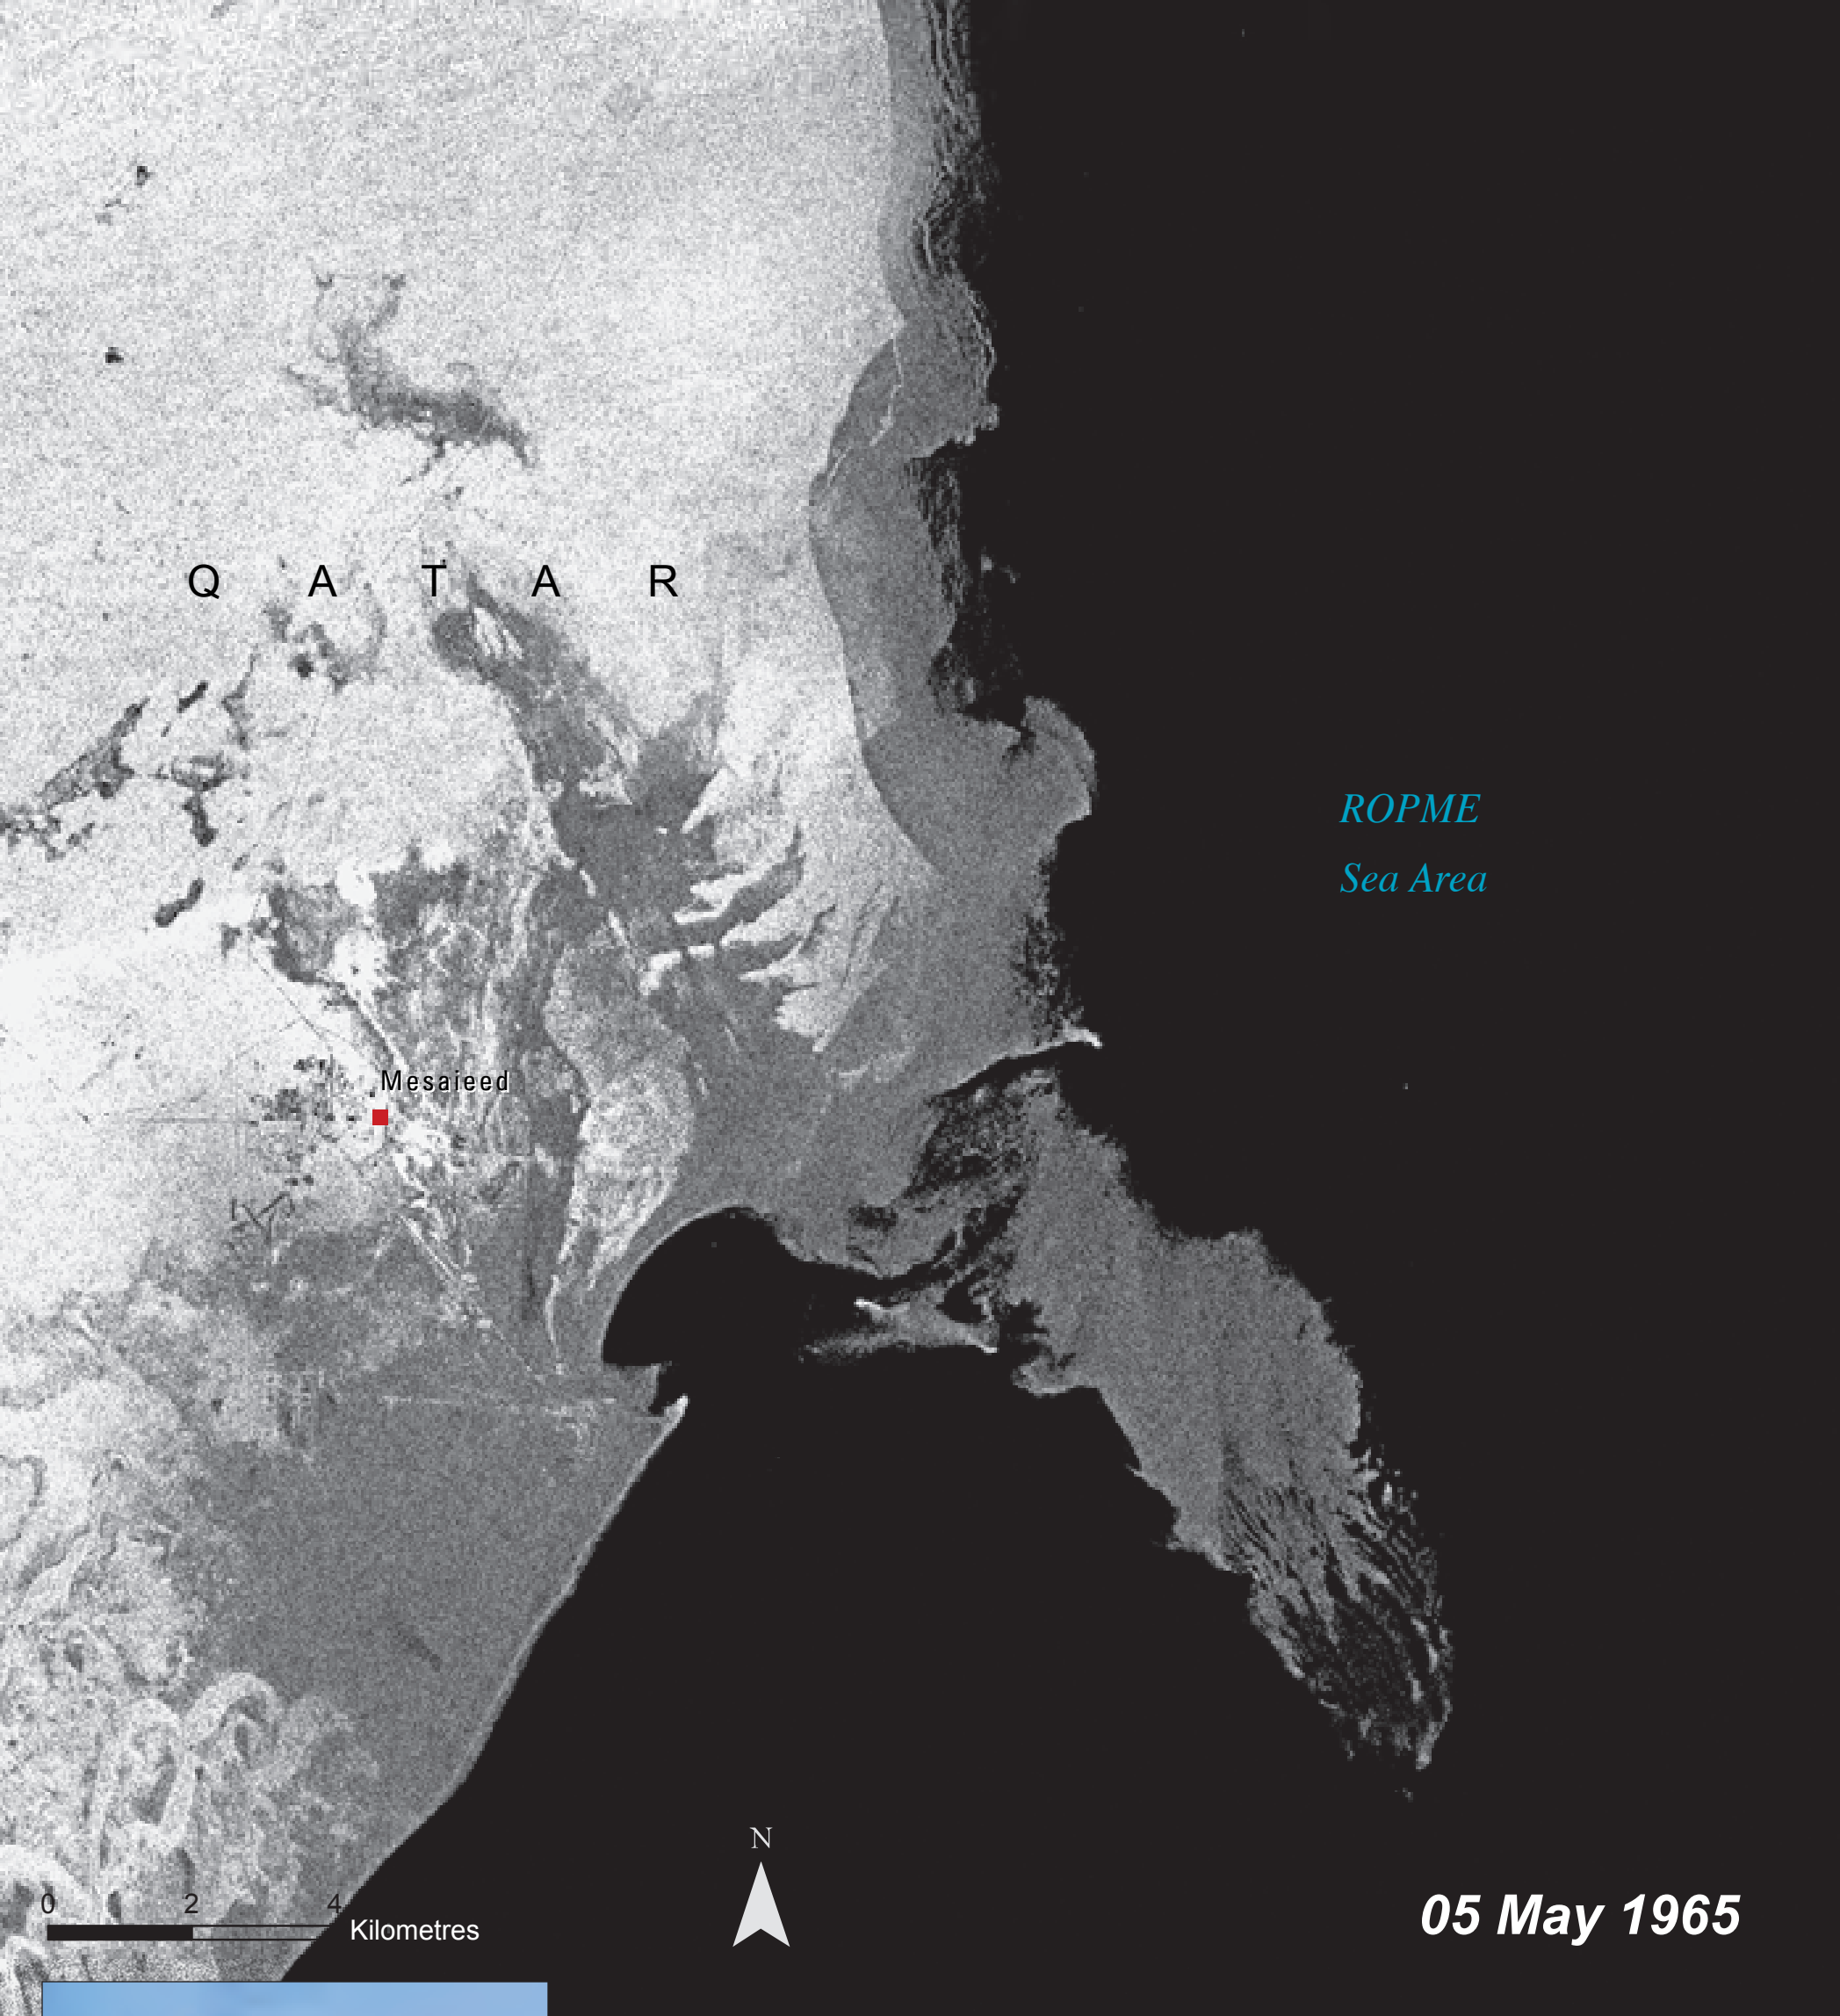 Q A T A R
ROPME
Sea Area
Mesaieed
N
0 2 4
Kilometres
05 May 1965